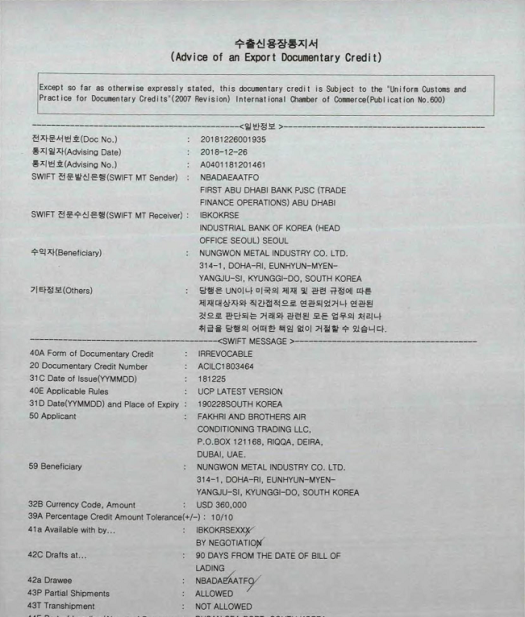 수출신용장통지서
(Advice of an Export Documentary Credit)
Except so far as otherwise expressly stated, this documentary credit is Subject to the "Uniform Customs and
Practice for Documentary Credits"(2007 Revision) International Chamber of Commerce(Publication No.600)
<일반정보 >
전자문서번호(Doc No.) : 20181226001935
통지일자(Advising Date) : 2018-12-26
통지번호(Advising No.) : A0401181201461
SWIFT 전문발신은행(SWIFT MT Sender) : NBADAEAATFO
FIRST ABU DHABI BANK PJSC (TRADE
FINANCE OPERATIONS) ABU DHABI
SWIFT 전문수신은행(SWIFT MT Receiver) : IBKOKRSE
INDUSTRIAL BANK OF KOREA (HEAD
OFFICE SEOUL) SEOUL
수익자(Beneficiary) : NUNGWON METAL INDUSTRY CO. LTD.
314-1, DOHA-RI, EUNHYUN-MYEN-
YANGJU-SI, KYUNGGI-DO, SOUTH KOREA
기타정보(Others) : 당행은 UN이나 미국의 제재 및 관련 규정에 따른
제재대상자와 직간접적으로 연관되었거나 연관된
것으로 판단되는 거래와 관련된 모든 업무의 처리나
취급을 당행의 어떠한 책임 없이 거절할 수 있습니다.
<SWIFT MESSAGE >
40A Form of Documentary Credit : IRREVOCABLE
20 Documentary Credit Number : ACILC1803464
31C Date of Issue(YYMMDD) : 181225
40E Applicable Rules : UCP LATEST VERSION
31D Date(YYMMDD) and Place of Expiry : 190228SOUTH KOREA
50 Applicant : FAKHRI AND BROTHERS AIR
CONDITIONING TRADING LLC,
P.O.BOX 121168, RIQQA, DEIRA,
DUBAI, UAE.
59 Beneficiary : NUNGWON METAL INDUSTRY CO. LTD.
314-1, DOHA-RI, EUNHYUN-MYEN-
YANGJU-SI, KYUNGGI-DO, SOUTH KOREA
32B Currency Code, Amount : USD 360,000
39A Percentage Credit Amount Tolerance(+/-) : 10/10
41a Available with by... : IBKOKRSEXXX
BY NEGOTIATION
42C Drafts at... : 90 DAYS FROM THE DATE OF BILL OF
LADING
42a Drawee : NBADAEAATFO
43P Partial Shipments : ALLOWED
43T Transhipment : NOT ALLOWED